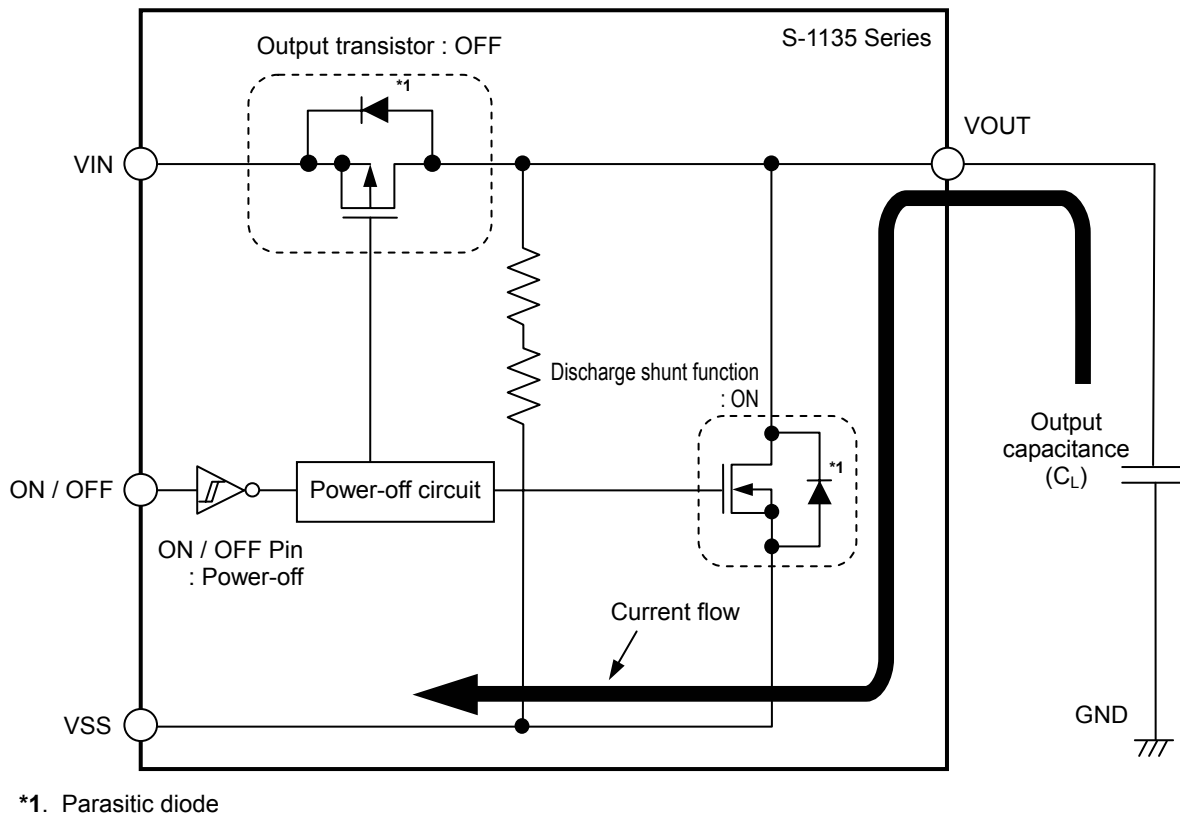 S-1135 Series
Output transistor : OFF
*1
VOUT
VIN
Discharge shunt function
: ON
*1
Output
capacitance
(CL)
ON / OFF
Power-off circuit
ON / OFF Pin
: Power-off
Current flow
VSS
GND
*1. Parasitic diode